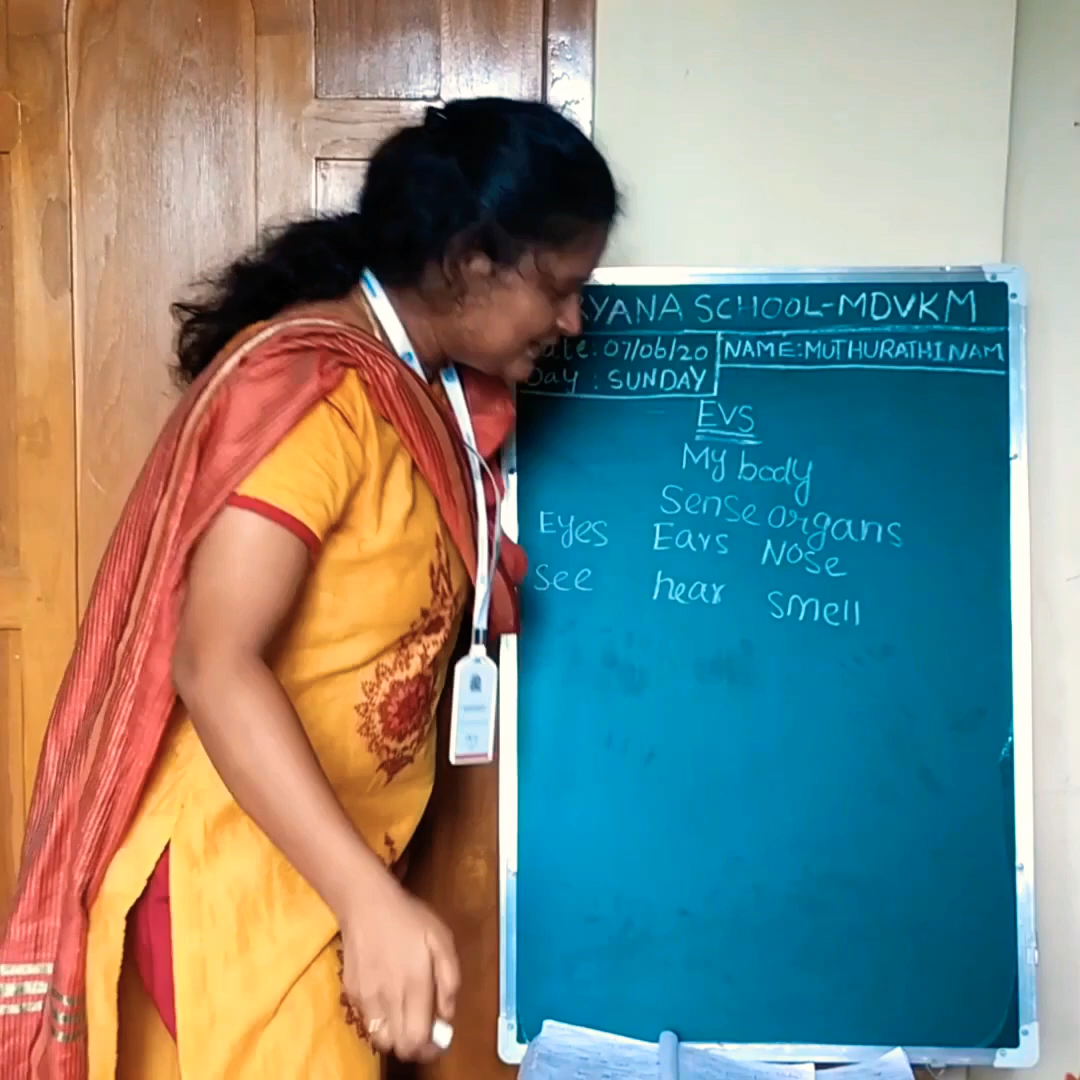 YANA SCHOOL-MDVKM
Date: 07/06/20
Day : SUNDAY
NAME:MUTHURATHINAM
EVS
My body
Sense organs
Eyes Ears Nose
See hear smell